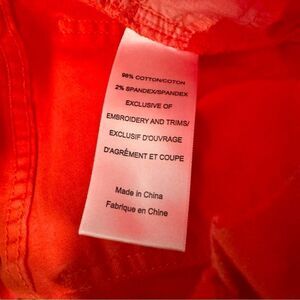 98% COTTON/COTON
2% SPANDEX/SPANDEX
EXCLUSIVE OF
EMBROIDERY AND TRIMS/
EXCLUSIF D'OUVRAGE
D'AGRÉMENT ET COUPE
Made in China
Fabrique en Chine